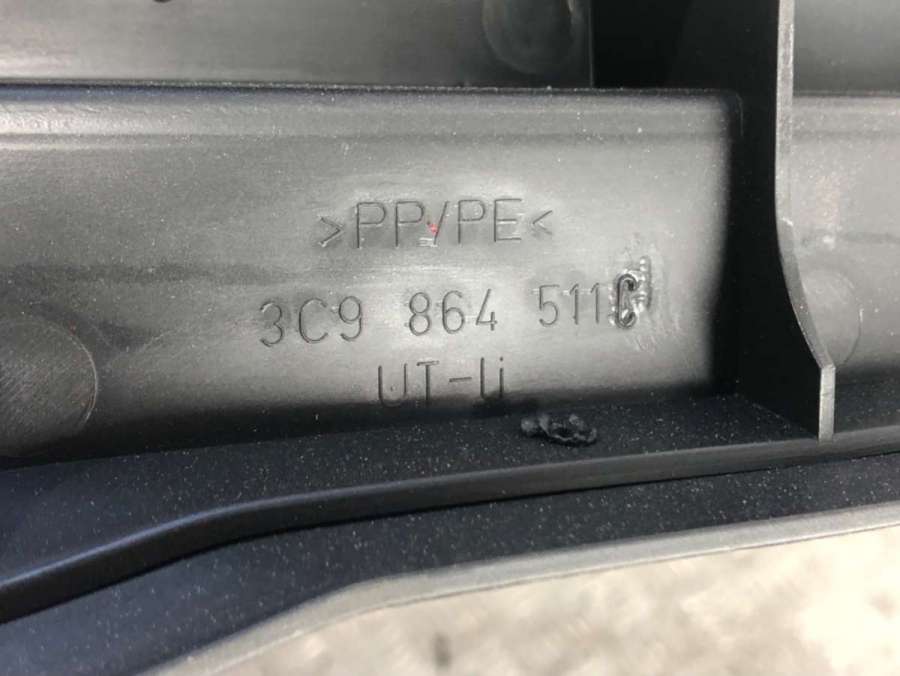 >PP/PE<
3C9 864 511C
UT-li